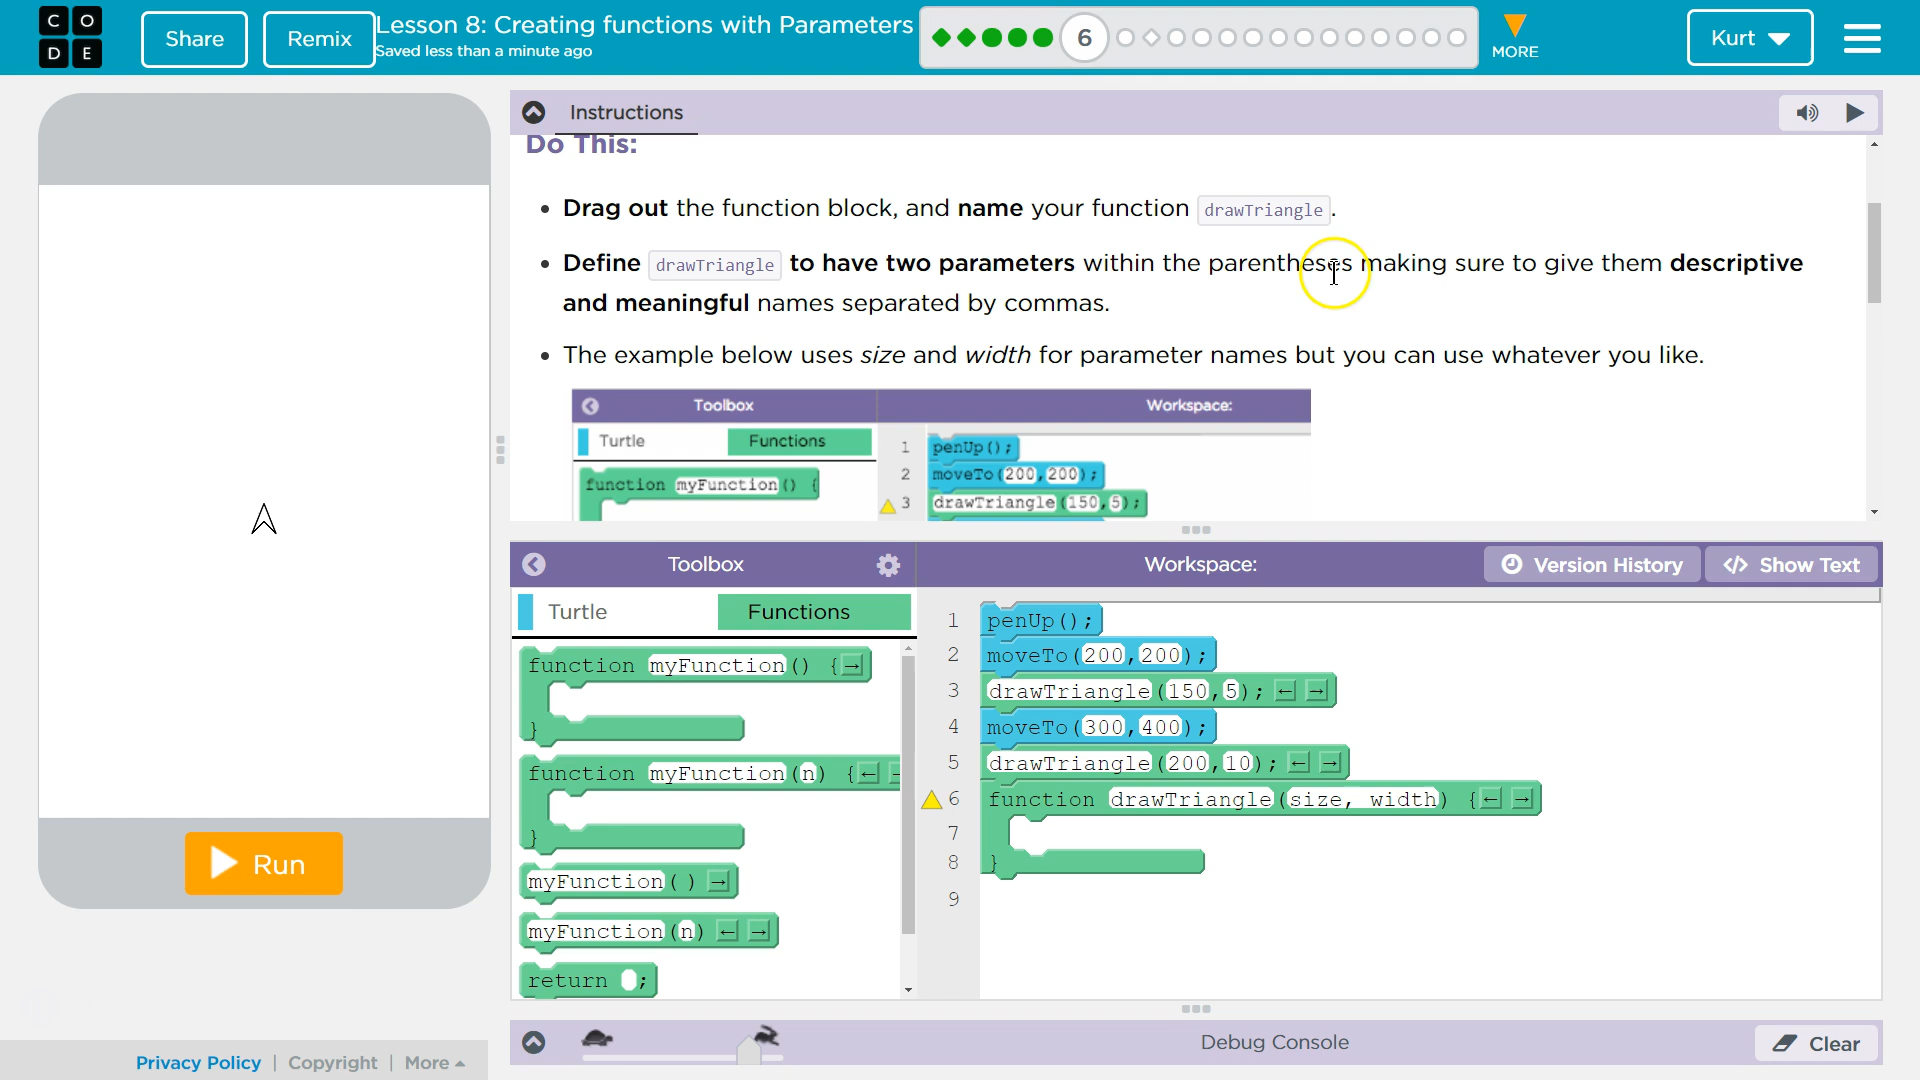 CO
DE
Share
Remix
Lesson 8: Creating functions with Parameters
Saved less than a minute ago
6
MORE
Kurt
Instructions
Do This:
• Drag out the function block, and name your function drawTriangle.
• Define drawTriangle to have two parameters within the parentheses making sure to give them descriptive
and meaningful names separated by commas.
• The example below uses size and width for parameter names but you can use whatever you like.
Toolbox
Workspace:
Turtle
Functions
function myFunction() {
1 penUp();
2 moveTo(200,200);
3 drawTriangle(150,5);
Toolbox
Workspace:
Version History
</> Show Text
Turtle
Functions
function myFunction() {→
}
function myFunction(n) {←
}
myFunction() →
myFunction(n) ← →
return ;
1 penUp();
2 moveTo(200,200);
3 drawTriangle(150,5); ← →
4 moveTo(300,400);
5 drawTriangle(200,10); ← →
6 function drawTriangle(size, width) {← →
7
8 }
9
Run
Debug Console
Clear
Privacy Policy | Copyright | More